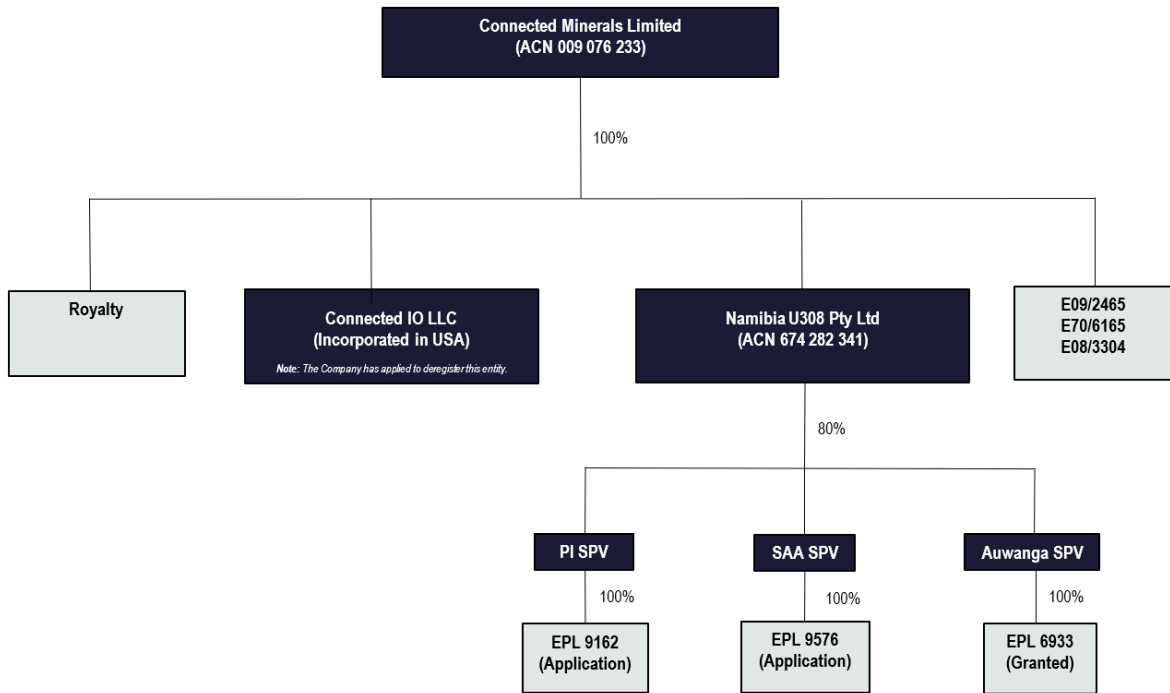 Connected Minerals Limited
(ACN 009 076 233)
100%
Royalty
Connected IO LLC
(Incorporated in USA)
Note: The Company has applied to deregister this entity.
Namibia U308 Pty Ltd
(ACN 674 282 341)
E09/2465
E70/6165
E08/3304
80%
PI SPV
SAA SPV
Auwanga SPV
100%
100%
100%
EPL 9162
(Application)
EPL 9576
(Application)
EPL 6933
(Granted)